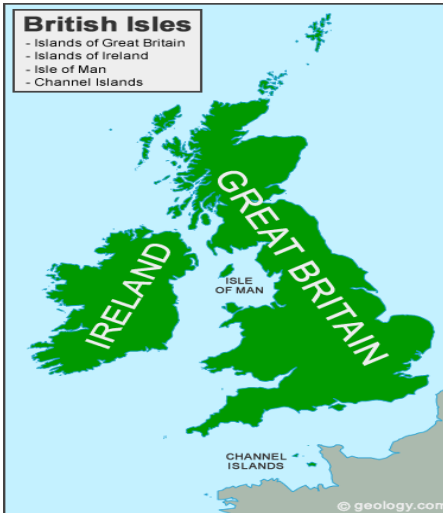 British Isles
- Islands of Great Britain
- Islands of Ireland
- Isle of Man
- Channel Islands
GREAT BRITAIN
IRELAND
ISLE
OF MAN
CHANNEL
ISLANDS
© geology.com